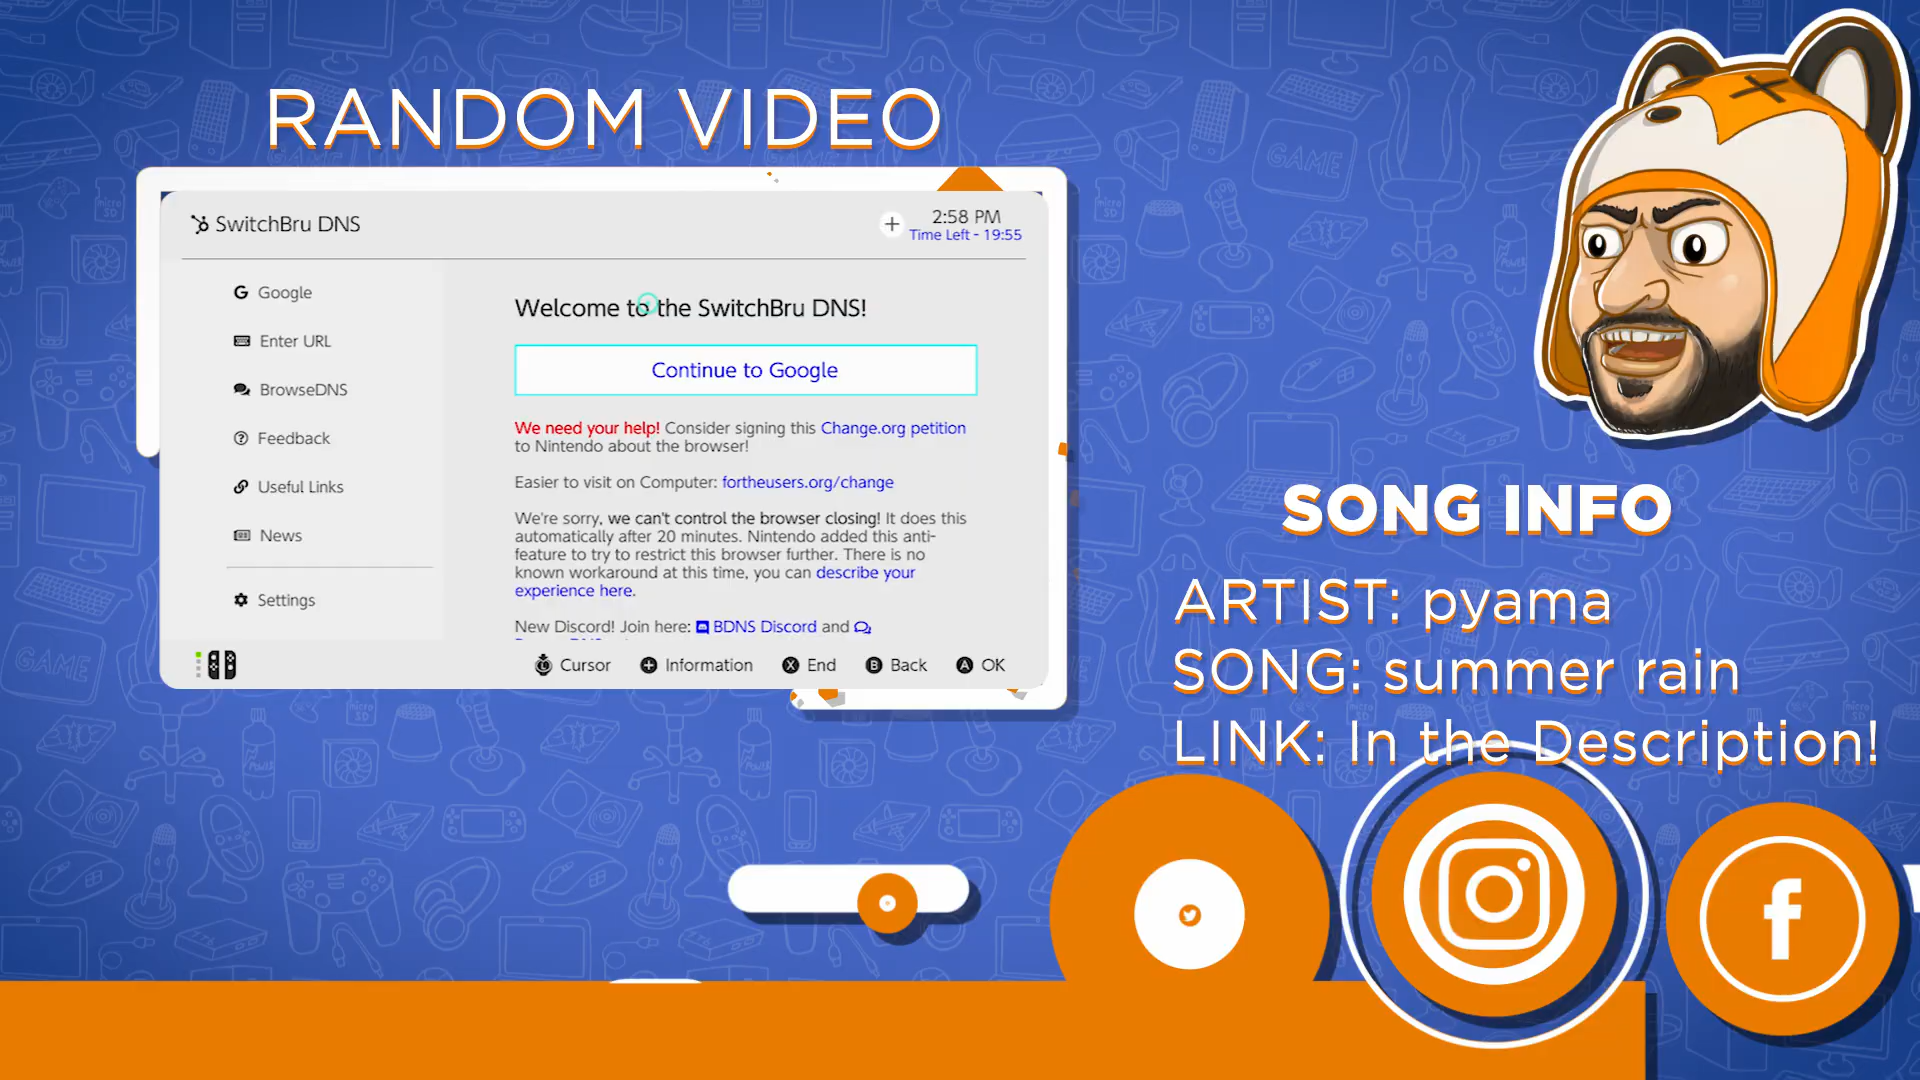 RANDOM VIDEO
SwitchBru DNS
2:58 PM
Time Left - 19:55
Google
Enter URL
BrowseDNS
Feedback
Useful Links
News
Settings
Welcome to the SwitchBru DNS!
Continue to Google
We need your help! Consider signing this Change.org petition
to Nintendo about the browser!
Easier to visit on Computer: fortheusers.org/change
We're sorry, we can't control the browser closing! It does this
automatically after 20 minutes. Nintendo added this anti-
feature to try to restrict this browser further. There is no
known workaround at this time, you can describe your
experience here.
New Discord! Join here: BDNS Discord and
Cursor
Information
X End
B Back
A OK
SONG INFO
ARTIST: pyama
SONG: summer rain
LINK: In the Description!
GAME
GAME
GAME